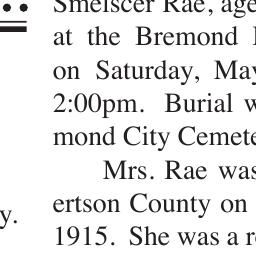 Smelscer Rae, age
at the Bremond
on Saturday, May
2:00pm. Burial
mond City Cemete
Mrs. Rae was
ertson County on
y.
1915. She was a